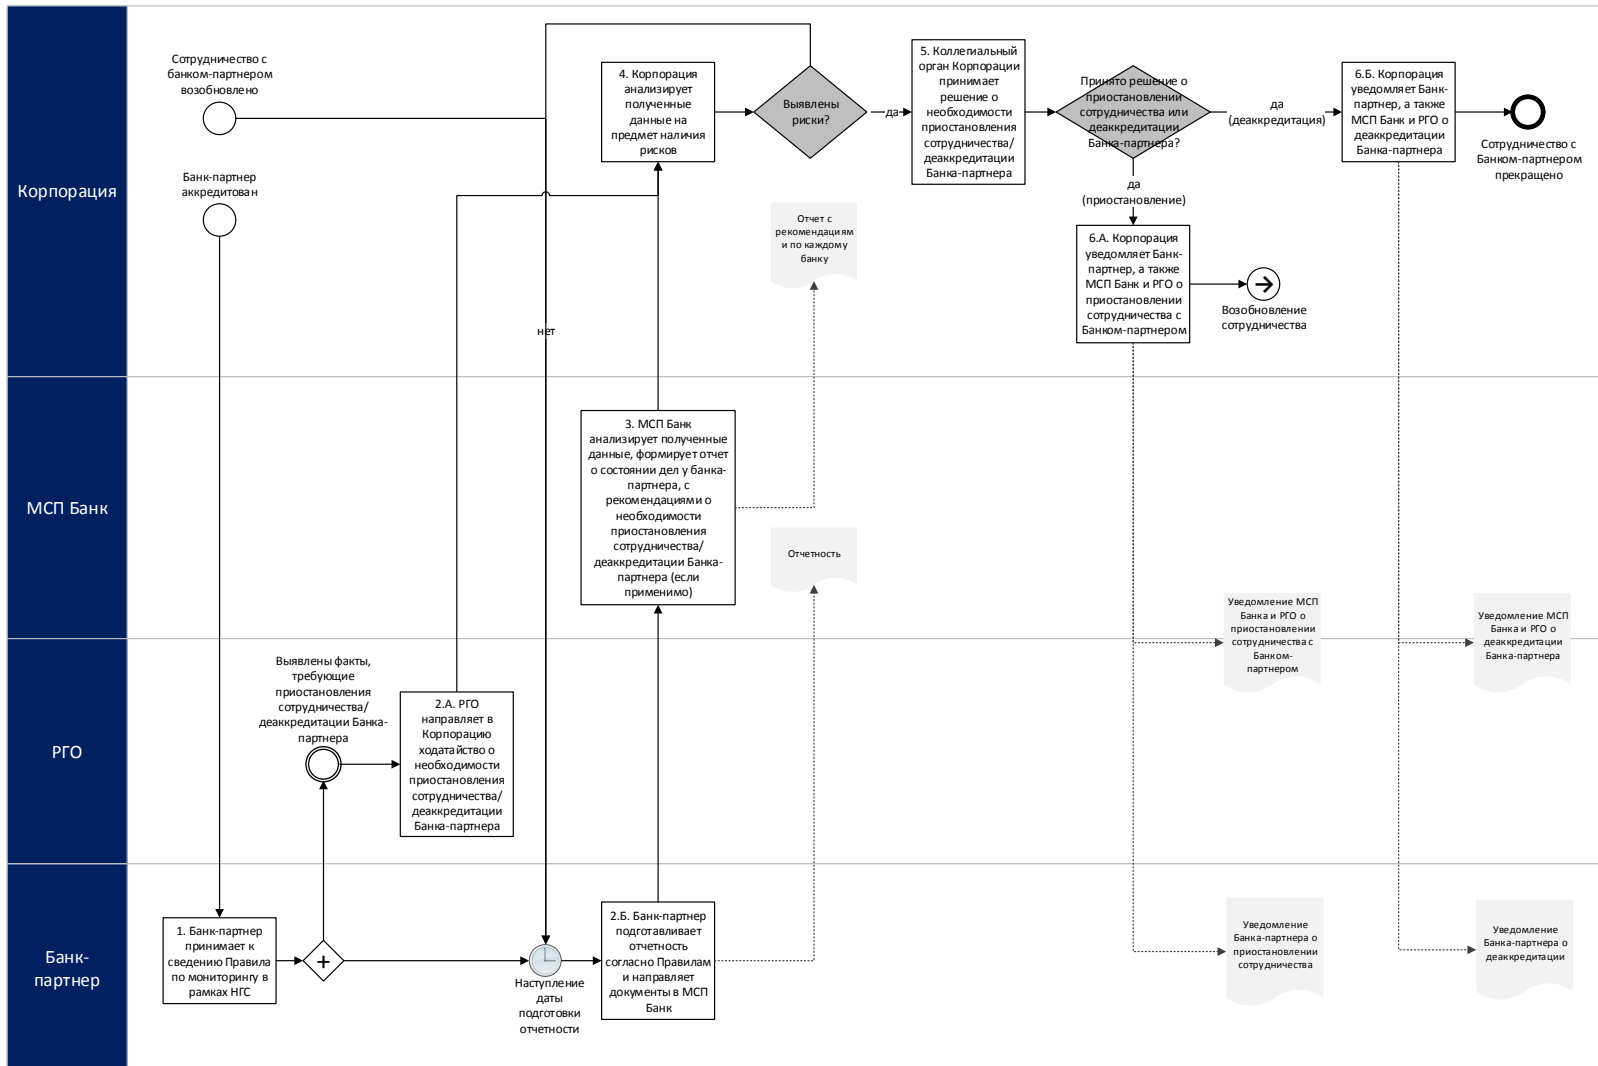 Корпорация
Сотрудничество с
банком-партнером
возобновлено
Банк-партнер
аккредитован
4. Корпорация
анализирует
полученные
данные на
предмет наличия
рисков
Выявлены
риски?
да
нет
5. Коллегиальный
орган Корпорации
принимает
решение о
необходимости
приостановления
сотрудничества/
деаккредитации
Банка-партнера
Принято решение о
приостановлении
сотрудничества или
деаккредитации
Банка-партнера?
да
(деаккредитация)
да
(приостановление)
6.Б. Корпорация
уведомляет Банк-
партнер, а также
МСП Банк и РГО о
деаккредитации
Банка-партнера
Сотрудничество с
Банком-партнером
прекращено
6.А. Корпорация
уведомляет Банк-
партнер, а также
МСП Банк и РГО о
приостановлении
сотрудничества с
Банком-партнером
Возобновление
сотрудничества
Отчет с
рекомендациям
и по каждому
банку
МСП Банк
3. МСП Банк
анализирует полученные
данные, формирует отчет
о состоянии дел у банка-
партнера, с
рекомендациями о
необходимости
приостановления
сотрудничества/
деаккредитации Банка-
партнера (если
применимо)
Отчетность
Уведомление МСП
Банка и РГО о
приостановлении
сотрудничества с
Банком-
партнером
Уведомление МСП
Банка и РГО о
деаккредитации
Банка-партнера
РГО
Выявлены факты,
требующие
приостановления
сотрудничества/
деаккредитации Банка-
партнера
2.А. РГО
направляет в
Корпорацию
ходатайство о
необходимости
приостановления
сотрудничества/
деаккредитации
Банка-партнера
Банк-
партнер
1. Банк-партнер
принимает к
сведению Правила
по мониторингу в
рамках НГС
Наступление
даты
подготовки
отчетности
2.Б. Банк-партнер
подготавливает
отчетность
согласно Правилам
и направляет
документы в МСП
Банк
Уведомление
Банка-партнера о
приостановлении
сотрудничества
Уведомление
Банка-партнера о
деаккредитации